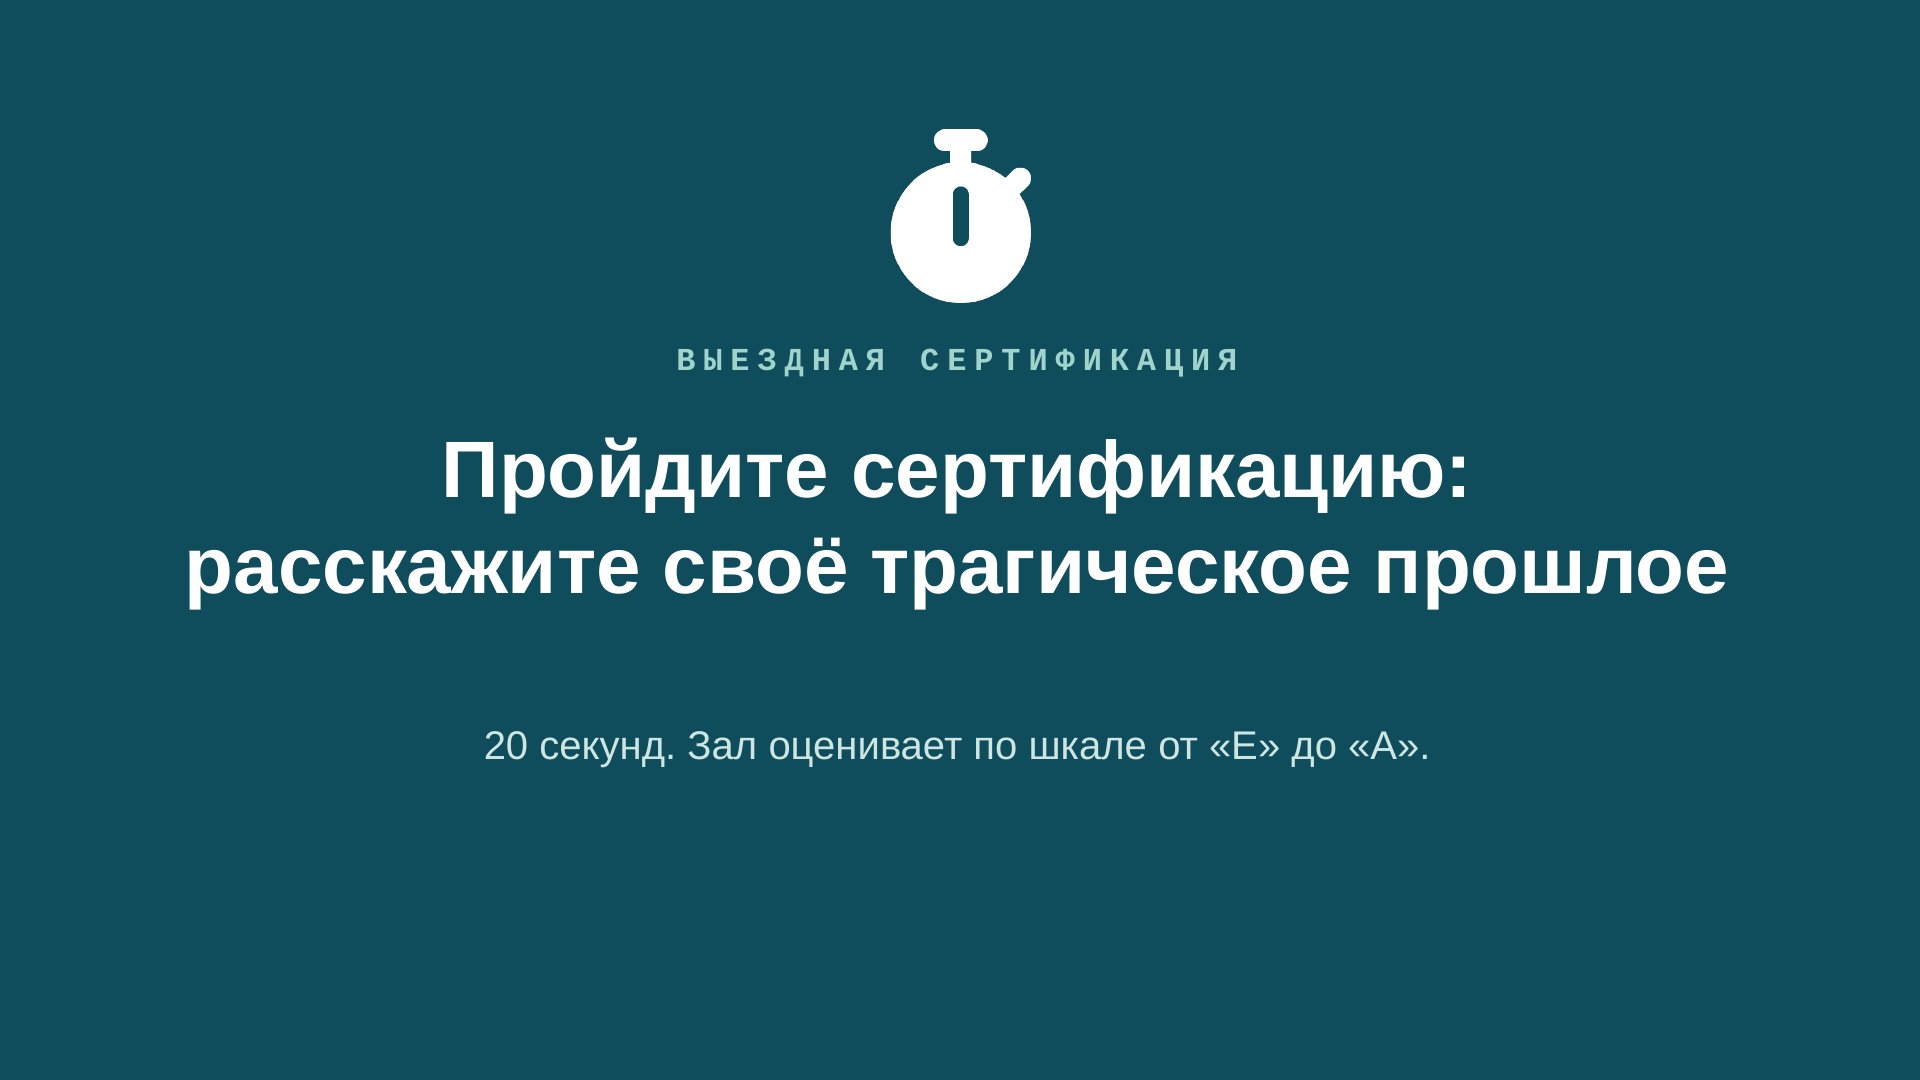 ВЫЕЗДНАЯ СЕРТИФИКАЦИЯ
Пройдите сертификацию:
расскажите своё трагическое прошлое
20 секунд. Зал оценивает по шкале от «Е» до «А».